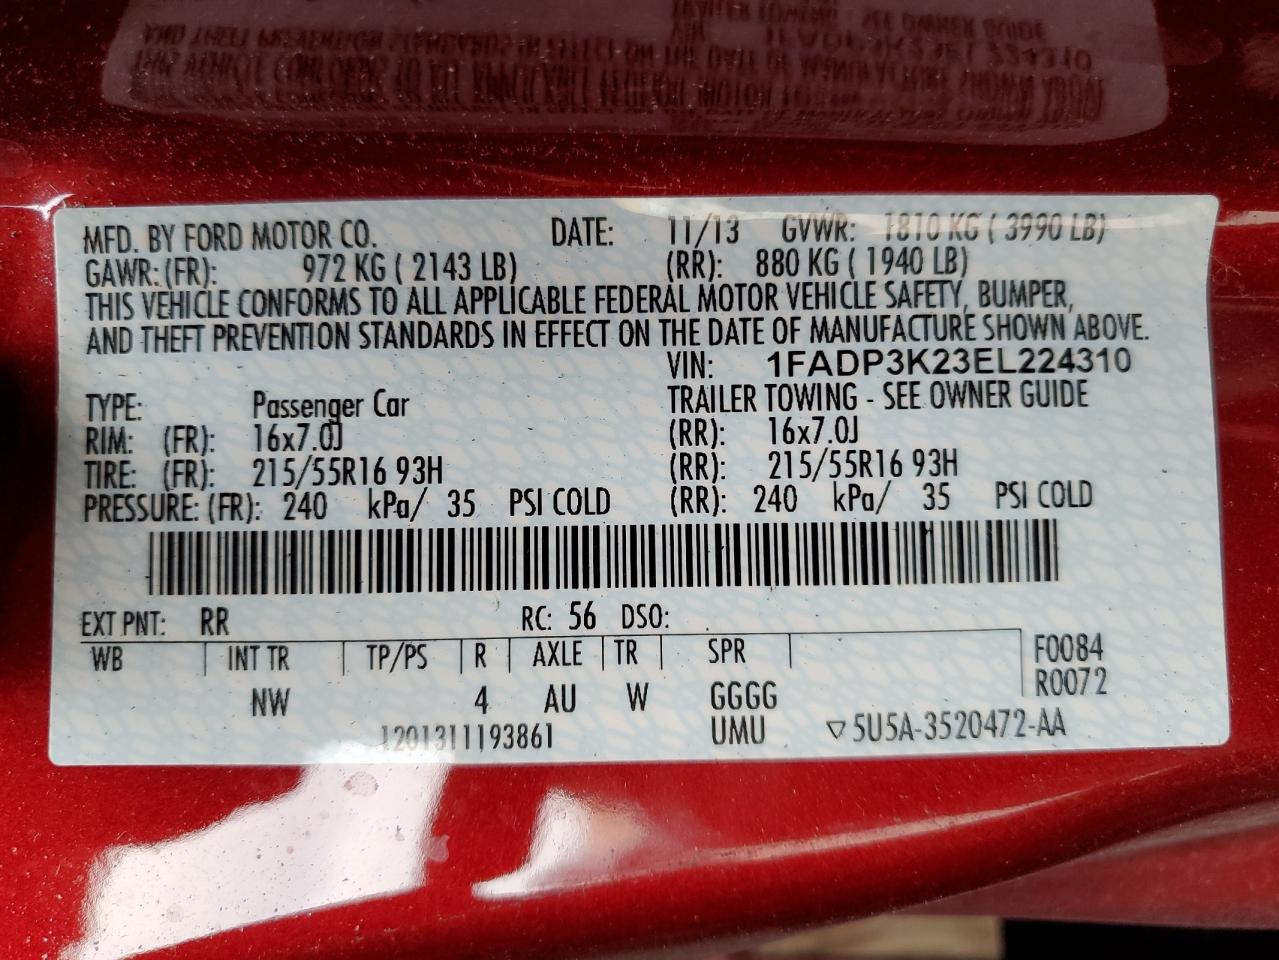 MFD. BY FORD MOTOR CO. DATE: 11/13 GVWR: 1810 KG ( 3990 LB)
GAWR: (FR): 972 KG ( 2143 LB) (RR): 880 KG ( 1940 LB)
THIS VEHICLE CONFORMS TO ALL APPLICABLE FEDERAL MOTOR VEHICLE SAFETY, BUMPER,
AND THEFT PREVENTION STANDARDS IN EFFECT ON THE DATE OF MANUFACTURE SHOWN ABOVE.
VIN: 1FADP3K23EL224310
TYPE: Passenger Car TRAILER TOWING - SEE OWNER GUIDE
RIM: (FR): 16x7.0J (RR): 16x7.0J
TIRE: (FR): 215/55R16 93H (RR): 215/55R16 93H
PRESSURE: (FR): 240 kPa/ 35 PSI COLD (RR): 240 kPa/ 35 PSI COLD
EXT PNT: RR RC: 56 DSO:
WB INT TR TP/PS R AXLE TR SPR F0084
R0072
NW 4 AU W GGGG
1201311193861 UMU ▽ 5U5A-3520472-AA